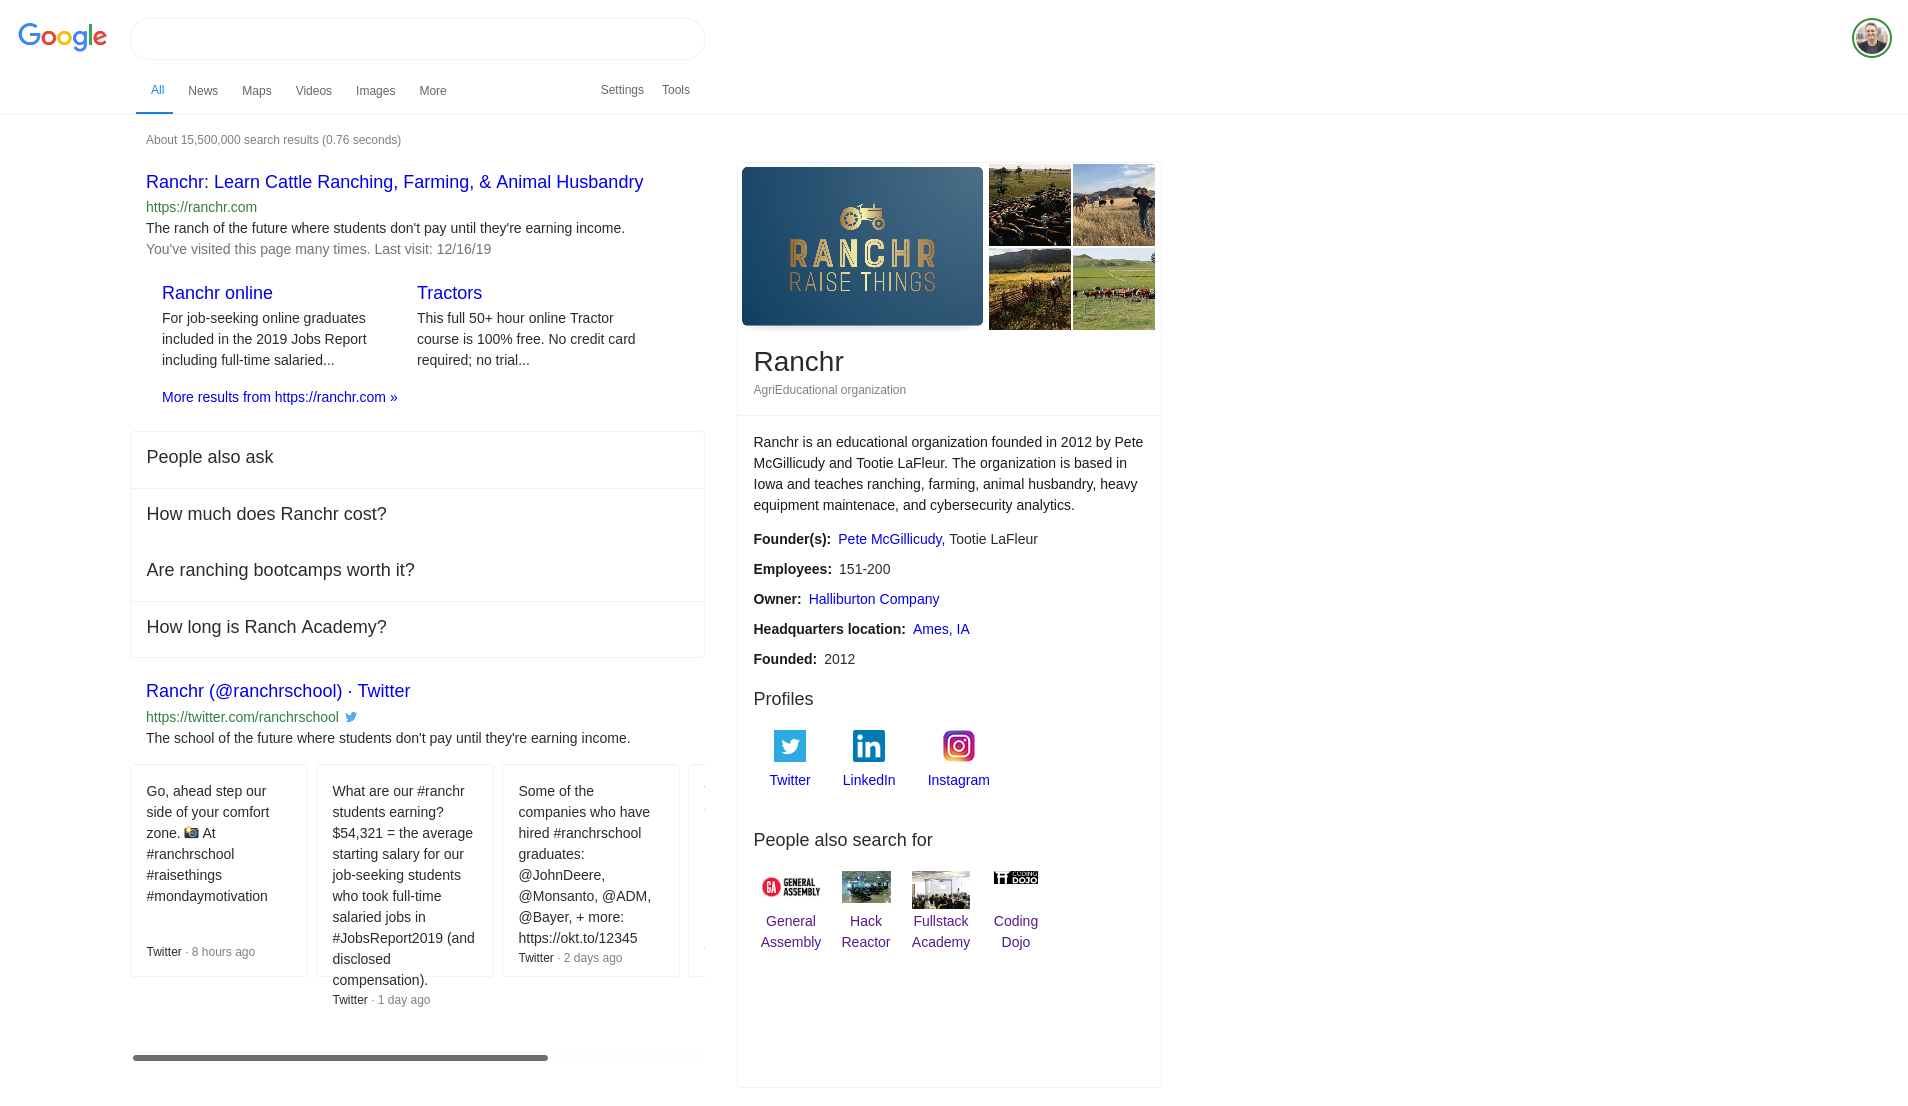 Google
All News Maps Videos Images More Settings Tools
About 15,500,000 search results (0.76 seconds)
Ranchr: Learn Cattle Ranching, Farming, & Animal Husbandry
https://ranchr.com
The ranch of the future where students don't pay until they're earning income.
You've visited this page many times. Last visit: 12/16/19
Ranchr online
For job-seeking online graduates
included in the 2019 Jobs Report
including full-time salaried...
Tractors
This full 50+ hour online Tractor
course is 100% free. No credit card
required; no trial...
More results from https://ranchr.com »
People also ask
How much does Ranchr cost?
Are ranching bootcamps worth it?
How long is Ranch Academy?
Ranchr (@ranchrschool) · Twitter
https://twitter.com/ranchrschool
The school of the future where students don't pay until they're earning income.
Go, ahead step our
side of your comfort
zone. 📸 At
#ranchrschool
#raisethings
#mondaymotivation
Twitter · 8 hours ago
What are our #ranchr
students earning?
$54,321 = the average
starting salary for our
job-seeking students
who took full-time
salaried jobs in
#JobsReport2019 (and
disclosed
compensation).
Twitter · 1 day ago
Some of the
companies who have
hired #ranchrschool
graduates:
@JohnDeere,
@Monsanto, @ADM,
@Bayer, + more:
https://okt.to/12345
Twitter · 2 days ago
RANCHR
RAISE THINGS
Ranchr
AgriEducational organization
Ranchr is an educational organization founded in 2012 by Pete
McGillicudy and Tootie LaFleur. The organization is based in
Iowa and teaches ranching, farming, animal husbandry, heavy
equipment maintenace, and cybersecurity analytics.
Founder(s): Pete McGillicudy, Tootie LaFleur
Employees: 151-200
Owner: Halliburton Company
Headquarters location: Ames, IA
Founded: 2012
Profiles
Twitter LinkedIn Instagram
People also search for
GA GENERAL
ASSEMBLY
CODING
DOJO
General
Assembly
Hack
Reactor
Fullstack
Academy
Coding
Dojo